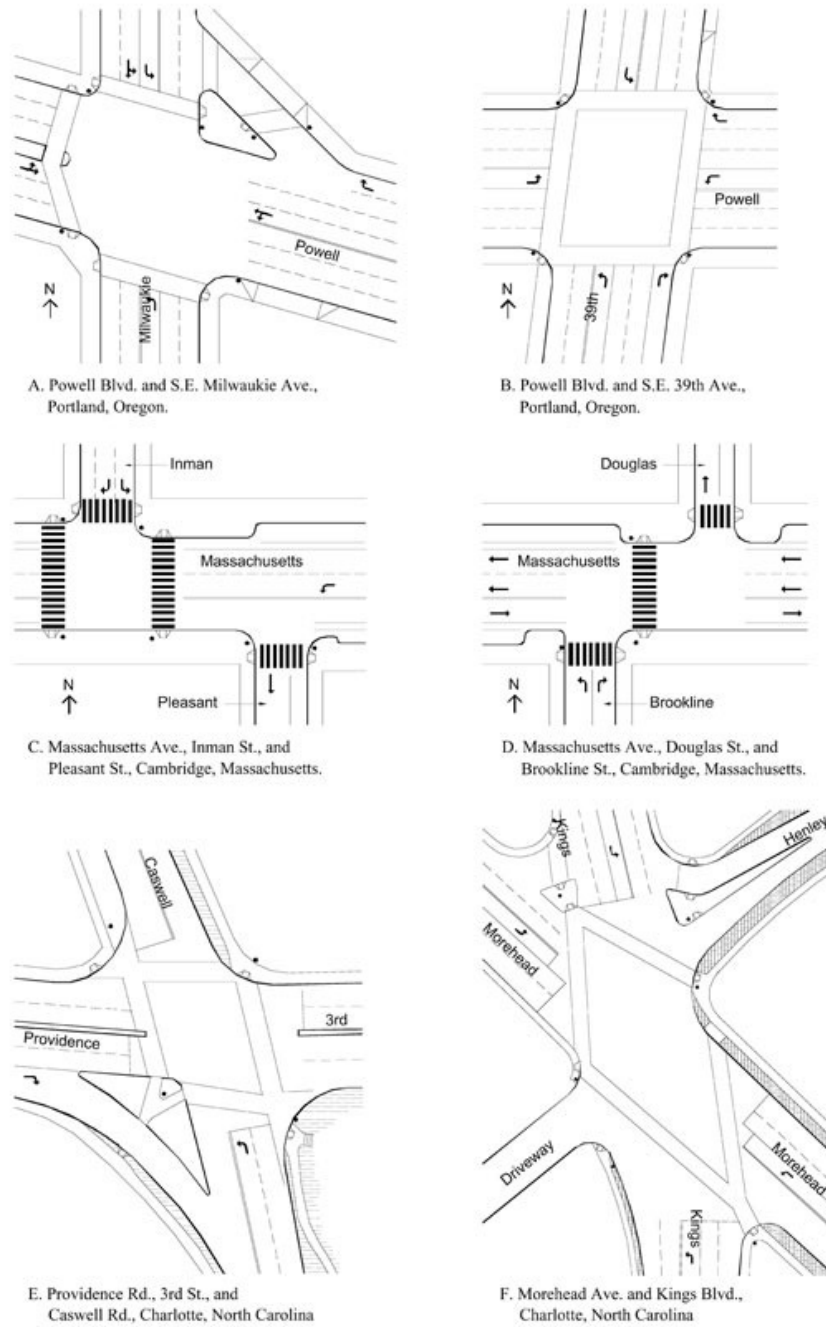 Milwaukie
Powell
N
A. Powell Blvd. and S.E. Milwaukie Ave.,
Portland, Oregon.
Powell
39th
N
B. Powell Blvd. and S.E. 39th Ave.,
Portland, Oregon.
Inman
Massachusetts
N
Pleasant
C. Massachusetts Ave., Inman St., and
Pleasant St., Cambridge, Massachusetts.
Douglas
Massachusetts
N
Brookline
D. Massachusetts Ave., Douglas St., and
Brookline St., Cambridge, Massachusetts.
Caswell
3rd
Providence
E. Providence Rd., 3rd St., and
Caswell Rd., Charlotte, North Carolina
Kings
Henley
Morehead
Driveway
Morehead
Kings
F. Morehead Ave. and Kings Blvd.,
Charlotte, North Carolina